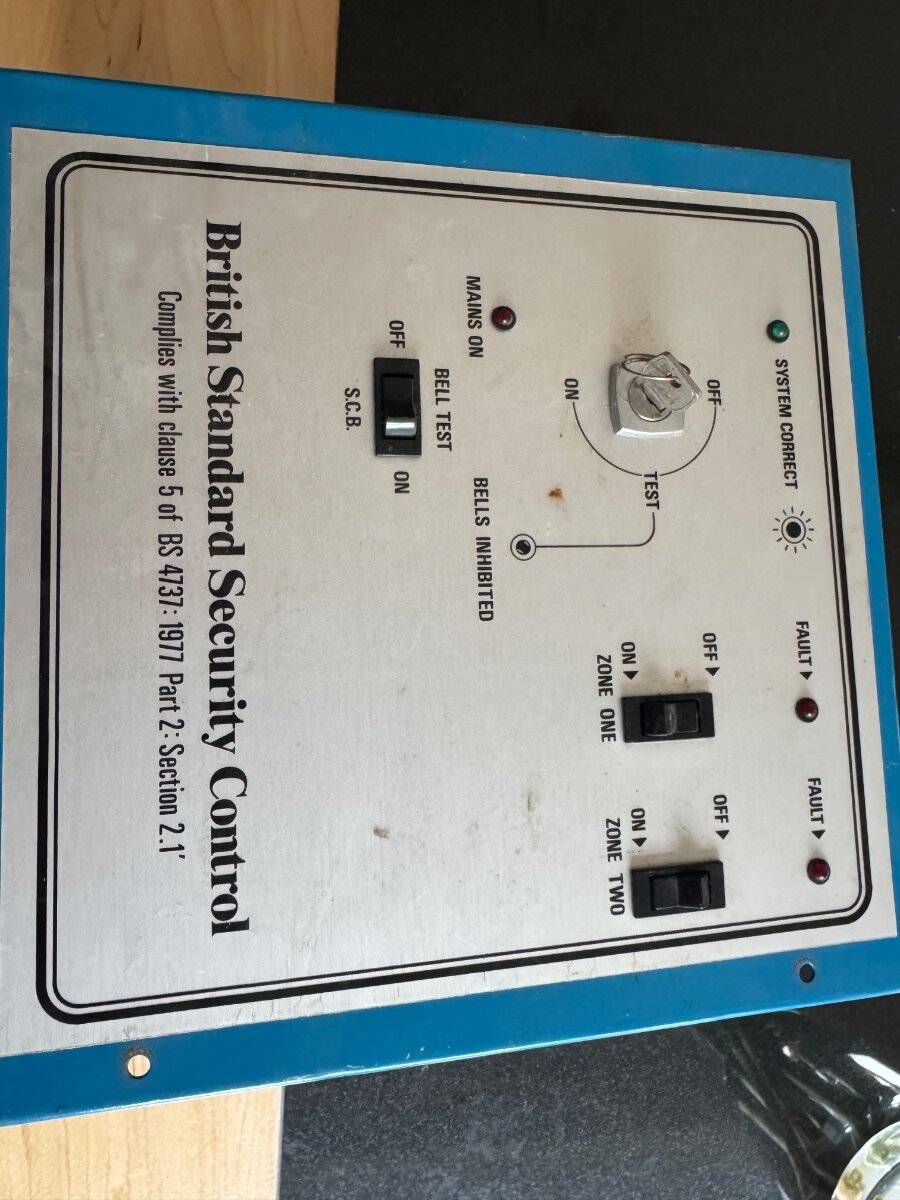 SYSTEM CORRECT
FAULT
FAULT
OFF
TEST
ON
OFF
ON
ZONE ONE
OFF
ON
ZONE TWO
MAINS ON
BELLS INHIBITED
BELL TEST
OFF
ON
S.C.B.
British Standard Security Control
Complies with clause 5 of BS 4737: 1977 Part 2: Section 2.1'